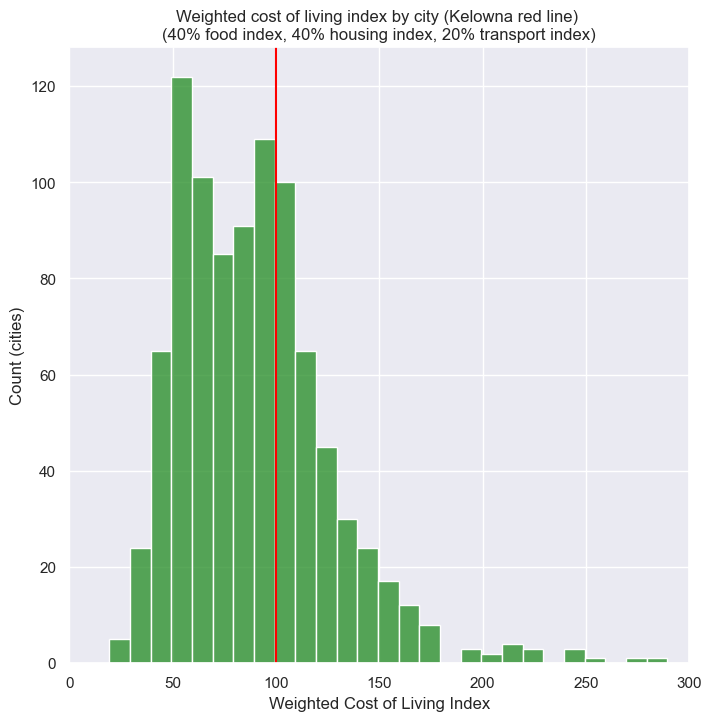 Weighted cost of living index by city (Kelowna red line)
(40% food index, 40% housing index, 20% transport index)
120
100
80
60
40
20
0
Count (cities)
0 50 100 150 200 250 300
Weighted Cost of Living Index